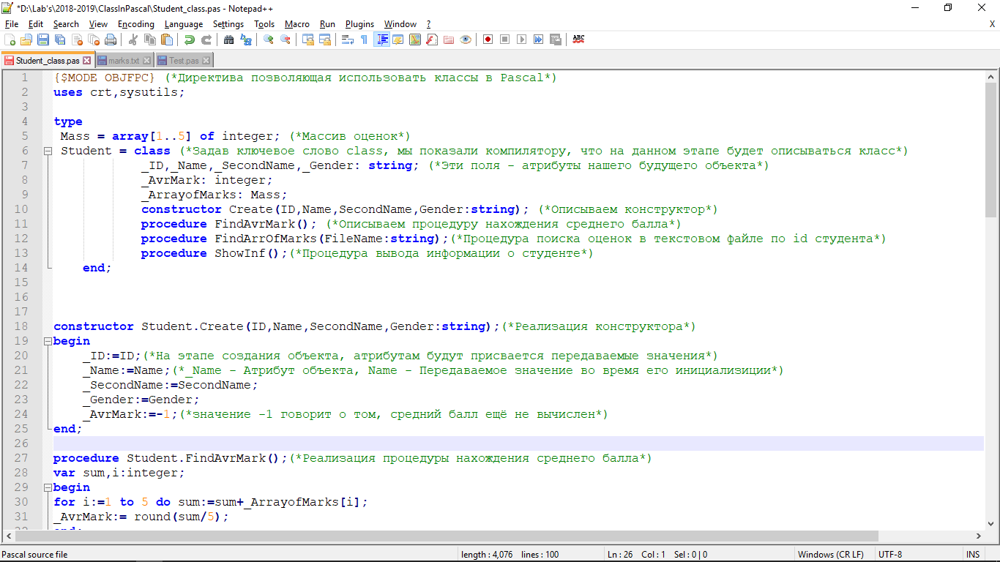 *D:\Lab's\2018-2019\ClassInPascal\Student_class.pas - Notepad++
File Edit Search View Encoding Language Settings Tools Macro Run Plugins Window ? X
ABC
Student_class.pas marks.txt Test.pas
1 {$MODE OBJFPC} (*Директива позволяющая использовать классы в Pascal*)
2 uses crt,sysutils;
3
4 type
5 Mass = array[1..5] of integer; (*Массив оценок*)
6 Student = class (*Задав ключевое слово class, мы показали компилятору, что на данном этапе будет описываться класс*)
7 _ID,_Name,_SecondName,_Gender: string; (*Эти поля - атрибуты нашего будущего объекта*)
8 _AvrMark: integer;
9 _ArrayofMarks: Mass;
10 constructor Create(ID,Name,SecondName,Gender:string); (*Описываем конструктор*)
11 procedure FindAvrMark(); (*Описываем процедуру нахождения среднего балла*)
12 procedure FindArrOfMarks(FileName:string);(*Процедура поиска оценок в текстовом файле по id студента*)
13 procedure ShowInf();(*Процедура вывода информации о студенте*)
14 end;
15
16
17
18 constructor Student.Create(ID,Name,SecondName,Gender:string);(*Реализация конструктора*)
19 begin
20 _ID:=ID;(*На этапе создания объекта, атрибутам будут присвается передаваемые значения*)
21 _Name:=Name;(*_Name - Атрибут объекта, Name - Передаваемое значение во время его инициализиции*)
22 _SecondName:=SecondName;
23 _Gender:=Gender;
24 _AvrMark:=-1;(*значение -1 говорит о том, средний балл ещё не вычислен*)
25 end;
26
27 procedure Student.FindAvrMark();(*Реализация процедуры нахождения среднего балла*)
28 var sum,i:integer;
29 begin
30 for i:=1 to 5 do sum:=sum+_ArrayofMarks[i];
31 _AvrMark:= round(sum/5);
32 end;
Pascal source file length : 4,076 lines : 100 Ln : 26 Col : 1 Sel : 0 | 0 Windows (CR LF) UTF-8 INS